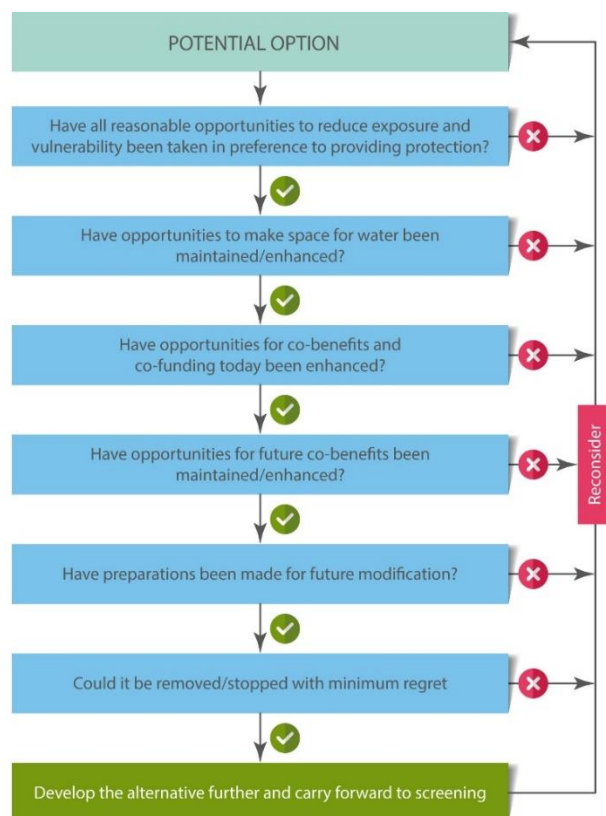 POTENTIAL OPTION
Have all reasonable opportunities to reduce exposure and
vulnerability been taken in preference to providing protection?
Have opportunities to make space for water been
maintained/enhanced?
Have opportunities for co-benefits and
co-funding today been enhanced?
Have opportunities for future co-benefits been
maintained/enhanced?
Reconsider
Have preparations been made for future modification?
Could it be removed/stopped with minimum regret
Develop the alternative further and carry forward to screening